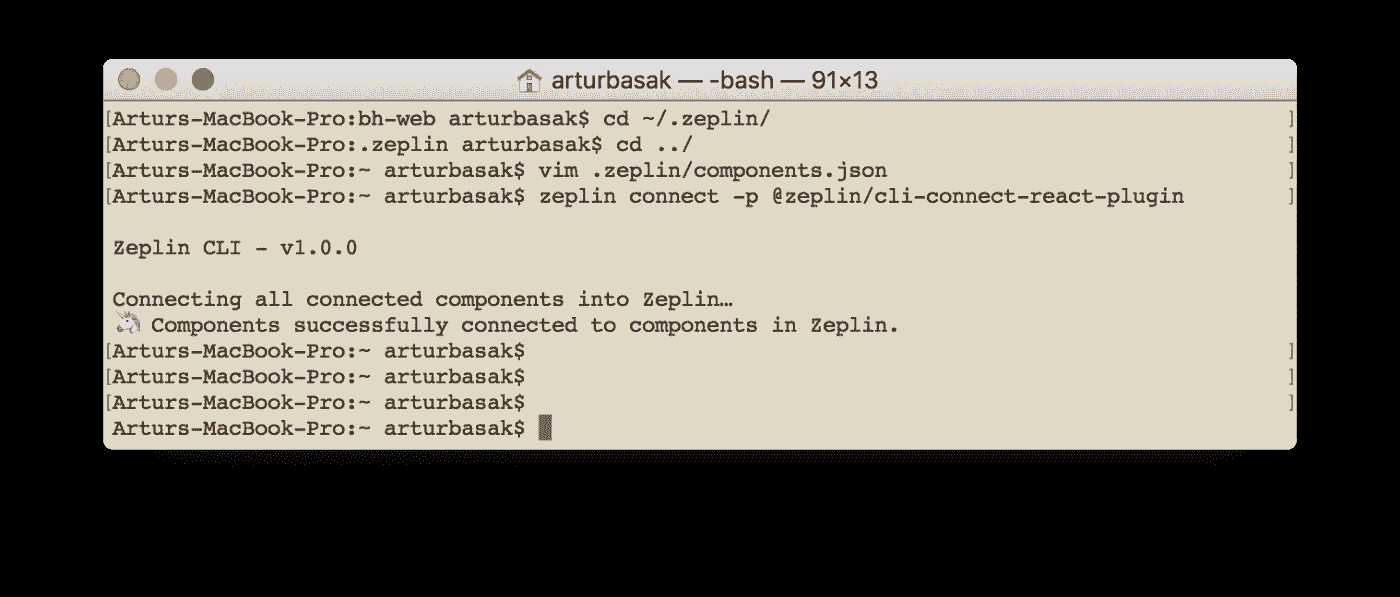 arturbasak — -bash — 91×13
[Arturs-MacBook-Pro:bh-web arturbasak$ cd ~/.zeplin/ ]
[Arturs-MacBook-Pro:.zeplin arturbasak$ cd ../ ]
[Arturs-MacBook-Pro:~ arturbasak$ vim .zeplin/components.json ]
[Arturs-MacBook-Pro:~ arturbasak$ zeplin connect -p @zeplin/cli-connect-react-plugin ]
Zeplin CLI - v1.0.0
Connecting all connected components into Zeplin…
🦄 Components successfully connected to components in Zeplin.
[Arturs-MacBook-Pro:~ arturbasak$ ]
[Arturs-MacBook-Pro:~ arturbasak$ ]
[Arturs-MacBook-Pro:~ arturbasak$ ]
Arturs-MacBook-Pro:~ arturbasak$